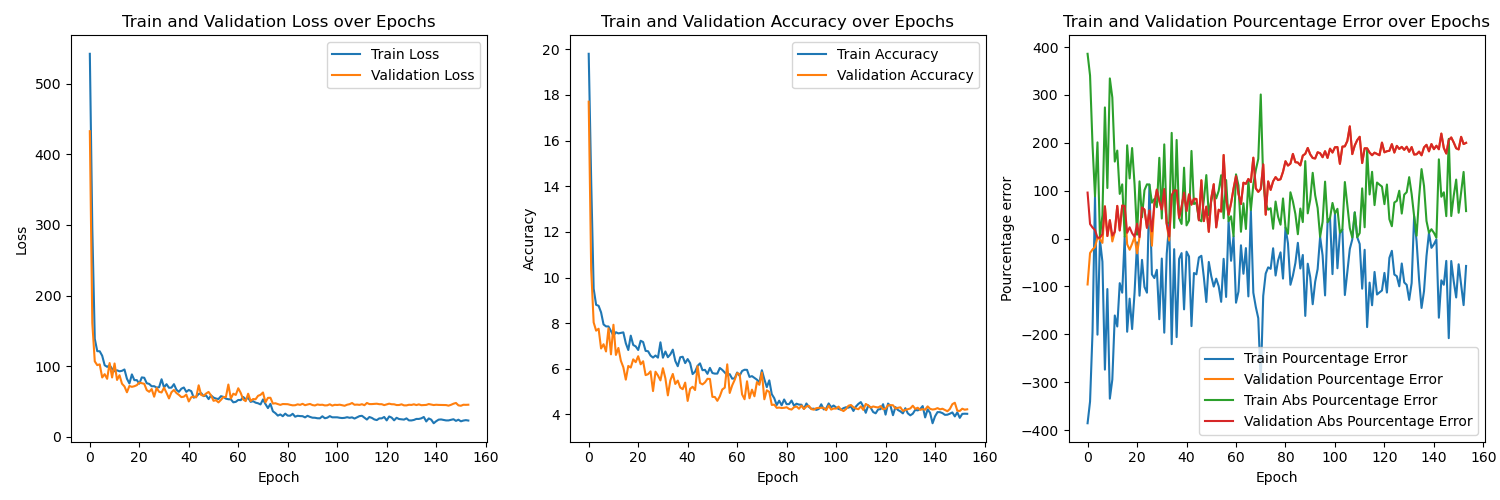 Train and Validation Loss over Epochs
Train Loss
Validation Loss
500
400
300
200
100
0
Loss
0 20 40 60 80 100 120 140 160
Epoch
Train and Validation Accuracy over Epochs
Train Accuracy
Validation Accuracy
20
18
16
14
12
10
8
6
4
Accuracy
0 20 40 60 80 100 120 140 160
Epoch
Train and Validation Pourcentage Error over Epochs
400
300
200
100
0
−100
−200
−300
−400
Pourcentage error
Train Pourcentage Error
Validation Pourcentage Error
Train Abs Pourcentage Error
Validation Abs Pourcentage Error
0 20 40 60 80 100 120 140 160
Epoch